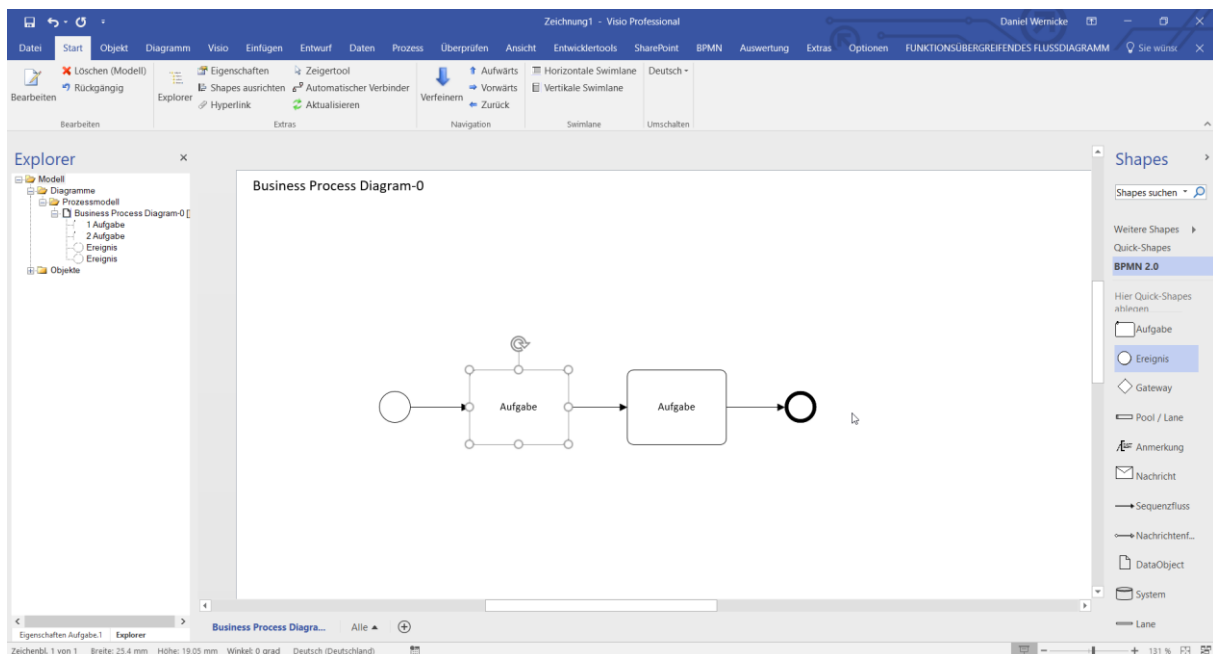 Zeichnung1 - Visio Professional
Daniel Wernicke
Datei Start Objekt Diagramm Visio Einfügen Entwurf Daten Prozess Überprüfen Ansicht Entwicklertools SharePoint BPMN Auswertung Extras Optionen FUNKTIONSÜBERGREIFENDES FLUSSDIAGRAMM Sie wünsc
Bearbeiten
Löschen (Modell)
Rückgängig
Bearbeiten
Explorer
Eigenschaften
Shapes ausrichten
Hyperlink
Zeigertool
Automatischer Verbinder
Aktualisieren
Extras
Verfeinern
Aufwärts
Vorwärts
Zurück
Navigation
Horizontale Swimlane
Vertikale Swimlane
Swimlane
Deutsch
Umschalten
Explorer
Modell
Diagramme
Prozessmodell
Business Process Diagram-0 [
1 Aufgabe
2 Aufgabe
Ereignis
Ereignis
Objekte
Eigenschaften Aufgabe.1 Explorer
Business Process Diagram-0
Aufgabe
Aufgabe
Business Process Diagra... Alle
Shapes
Shapes suchen
Weitere Shapes
Quick-Shapes
BPMN 2.0
Hier Quick-Shapes
ablegen
Aufgabe
Ereignis
Gateway
Pool / Lane
Anmerkung
Nachricht
Sequenzfluss
Nachrichtenf...
DataObject
System
Lane
Zeichenbl. 1 von 1 Breite: 25,4 mm Höhe: 19,05 mm Winkel: 0 grad Deutsch (Deutschland) 131 %